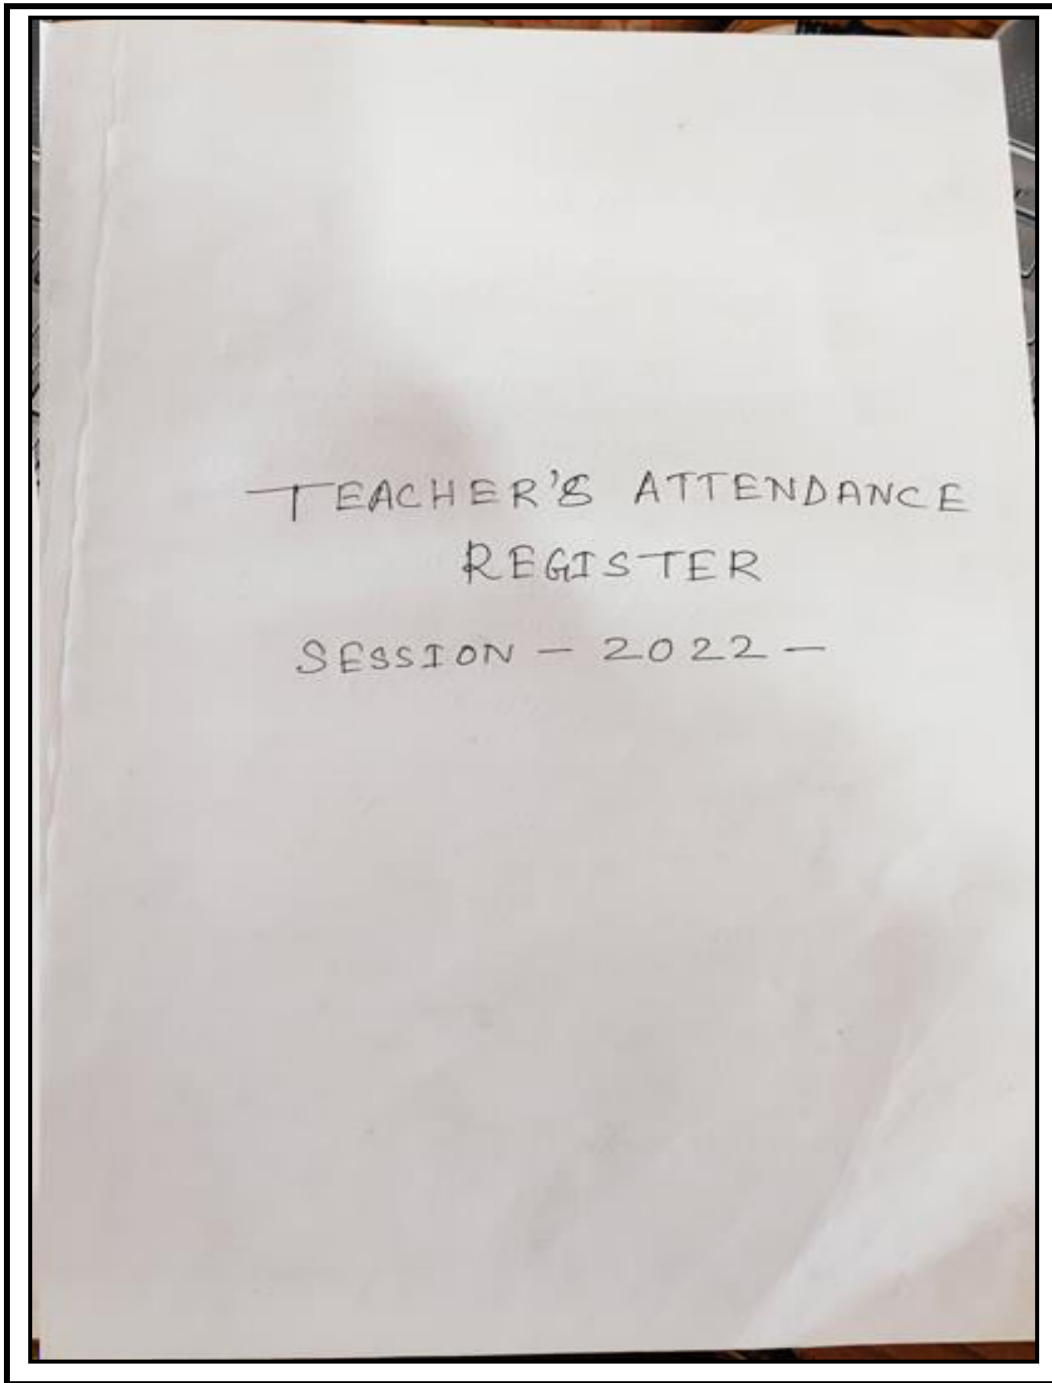 TEACHER'S ATTENDANCE
REGISTER
SESSION - 2022 -